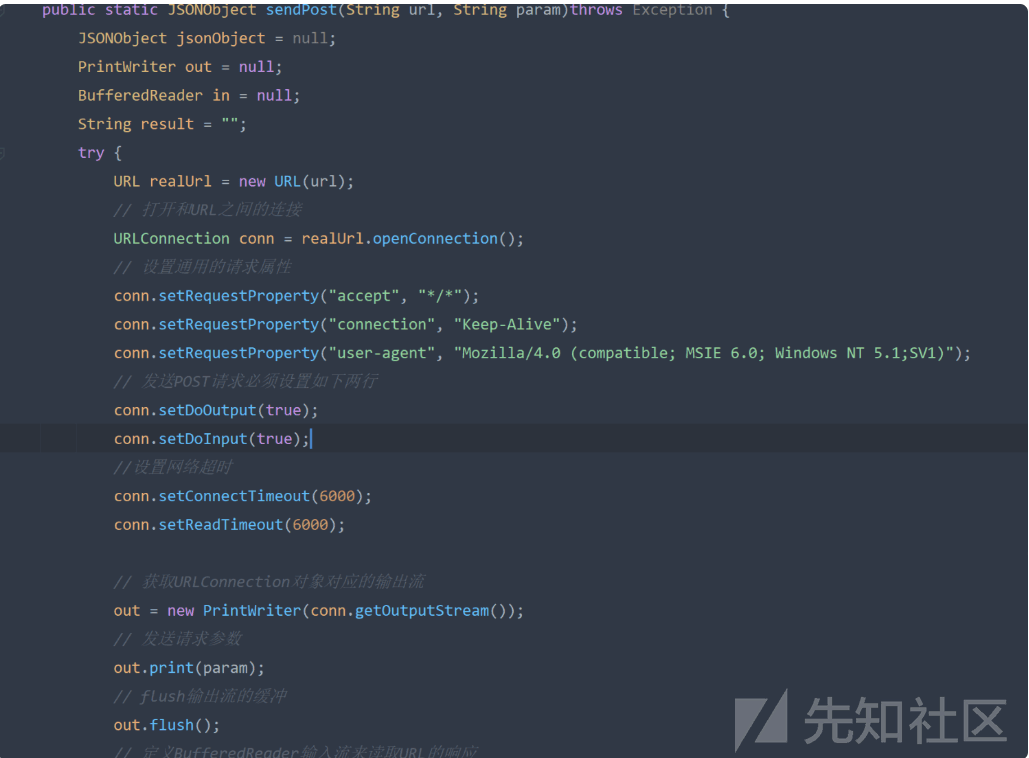 public static JSONObject sendPost(String url, String param)throws Exception {
JSONObject jsonObject = null;
PrintWriter out = null;
BufferedReader in = null;
String result = "";
try {
URL realUrl = new URL(url);
// 打开和URL之间的连接
URLConnection conn = realUrl.openConnection();
// 设置通用的请求属性
conn.setRequestProperty("accept", "*/*");
conn.setRequestProperty("connection", "Keep-Alive");
conn.setRequestProperty("user-agent", "Mozilla/4.0 (compatible; MSIE 6.0; Windows NT 5.1;SV1)");
// 发送POST请求必须设置如下两行
conn.setDoOutput(true);
conn.setDoInput(true);
//设置网络超时
conn.setConnectTimeout(6000);
conn.setReadTimeout(6000);
// 获取URLConnection对象对应的输出流
out = new PrintWriter(conn.getOutputStream());
// 发送请求参数
out.print(param);
// flush输出流的缓冲
out.flush();
// 定义BufferedReader输入流来读取URL的响应
先知社区